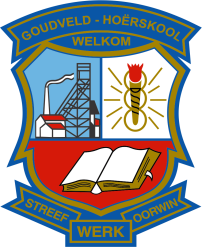 GOUDVELD - HOËRSKOOL
WELKOM
STREEF
WERK
OORWIN